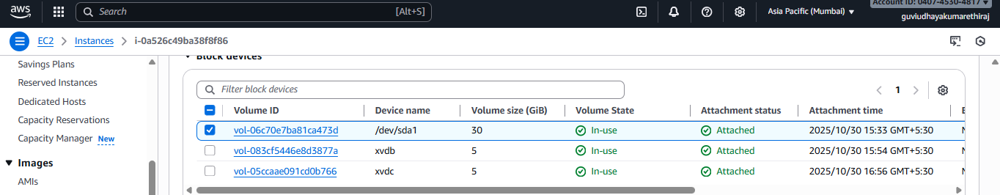 aws
Search [Alt+S]
Asia Pacific (Mumbai)
Account ID: 0407-4530-4817
guviudhayakumarethiraj
EC2 > Instances > i-0a526c49ba38f8f86
Savings Plans
Reserved Instances
Dedicated Hosts
Capacity Reservations
Capacity Manager New
Images
AMIs
Block devices
Filter block devices
1
Volume ID Device name Volume size (GiB) Volume State Attachment status Attachment time
vol-06c70e7ba81ca473d /dev/sda1 30 In-use Attached 2025/10/30 15:33 GMT+5:30
vol-083cf5446e8d3877a xvdb 5 In-use Attached 2025/10/30 15:54 GMT+5:30
vol-05ccaae091cd0b766 xvdc 5 In-use Attached 2025/10/30 16:56 GMT+5:30